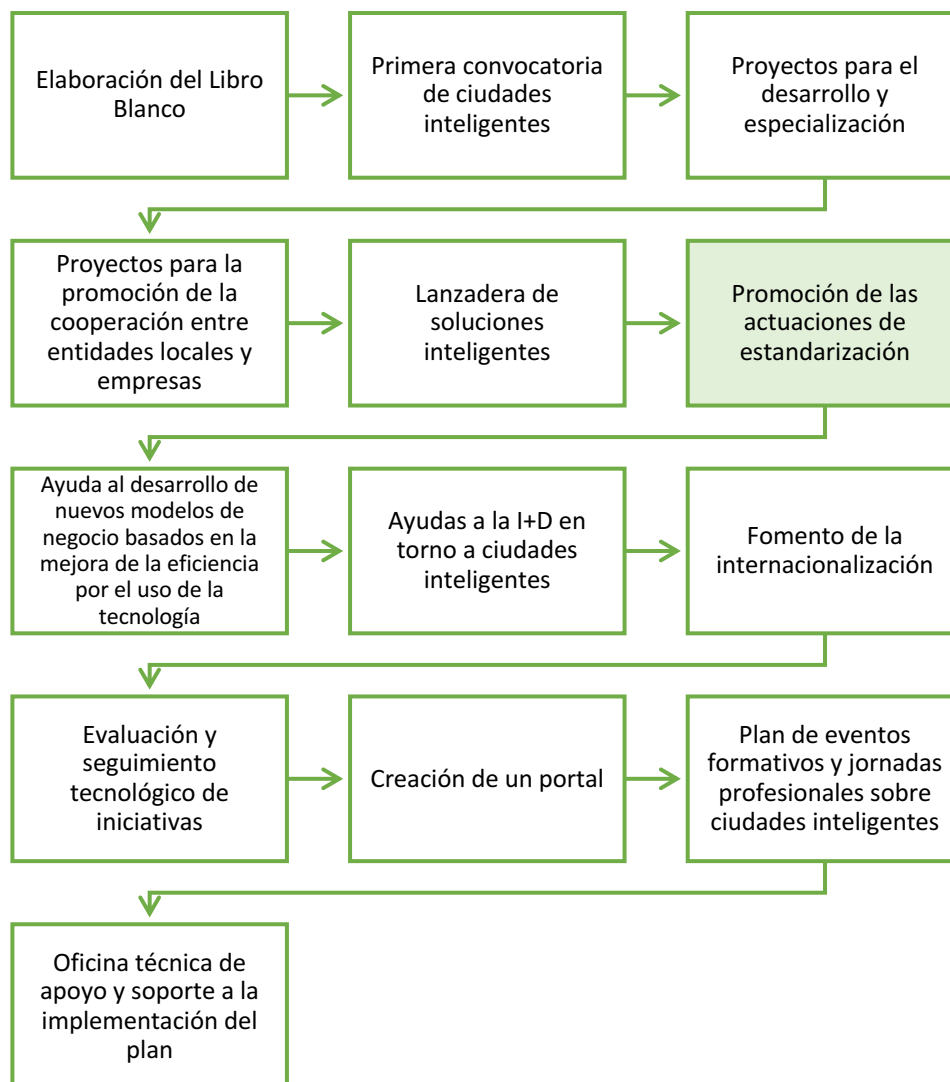 Elaboración del Libro
Blanco
Primera convocatoria
de ciudades
inteligentes
Proyectos para el
desarrollo y
especialización
Proyectos para la
promoción de la
cooperación entre
entidades locales y
empresas
Lanzadera de
soluciones
inteligentes
Promoción de las
actuaciones de
estandarización
Ayuda al desarrollo de
nuevos modelos de
negocio basados en la
mejora de la eficiencia
por el uso de la
tecnología
Ayudas a la I+D en
torno a ciudades
inteligentes
Fomento de la
internacionalización
Evaluación y
seguimiento
tecnológico de
iniciativas
Creación de un portal
Plan de eventos
formativos y jornadas
profesionales sobre
ciudades inteligentes
Oficina técnica de
apoyo y soporte a la
implementación del
plan